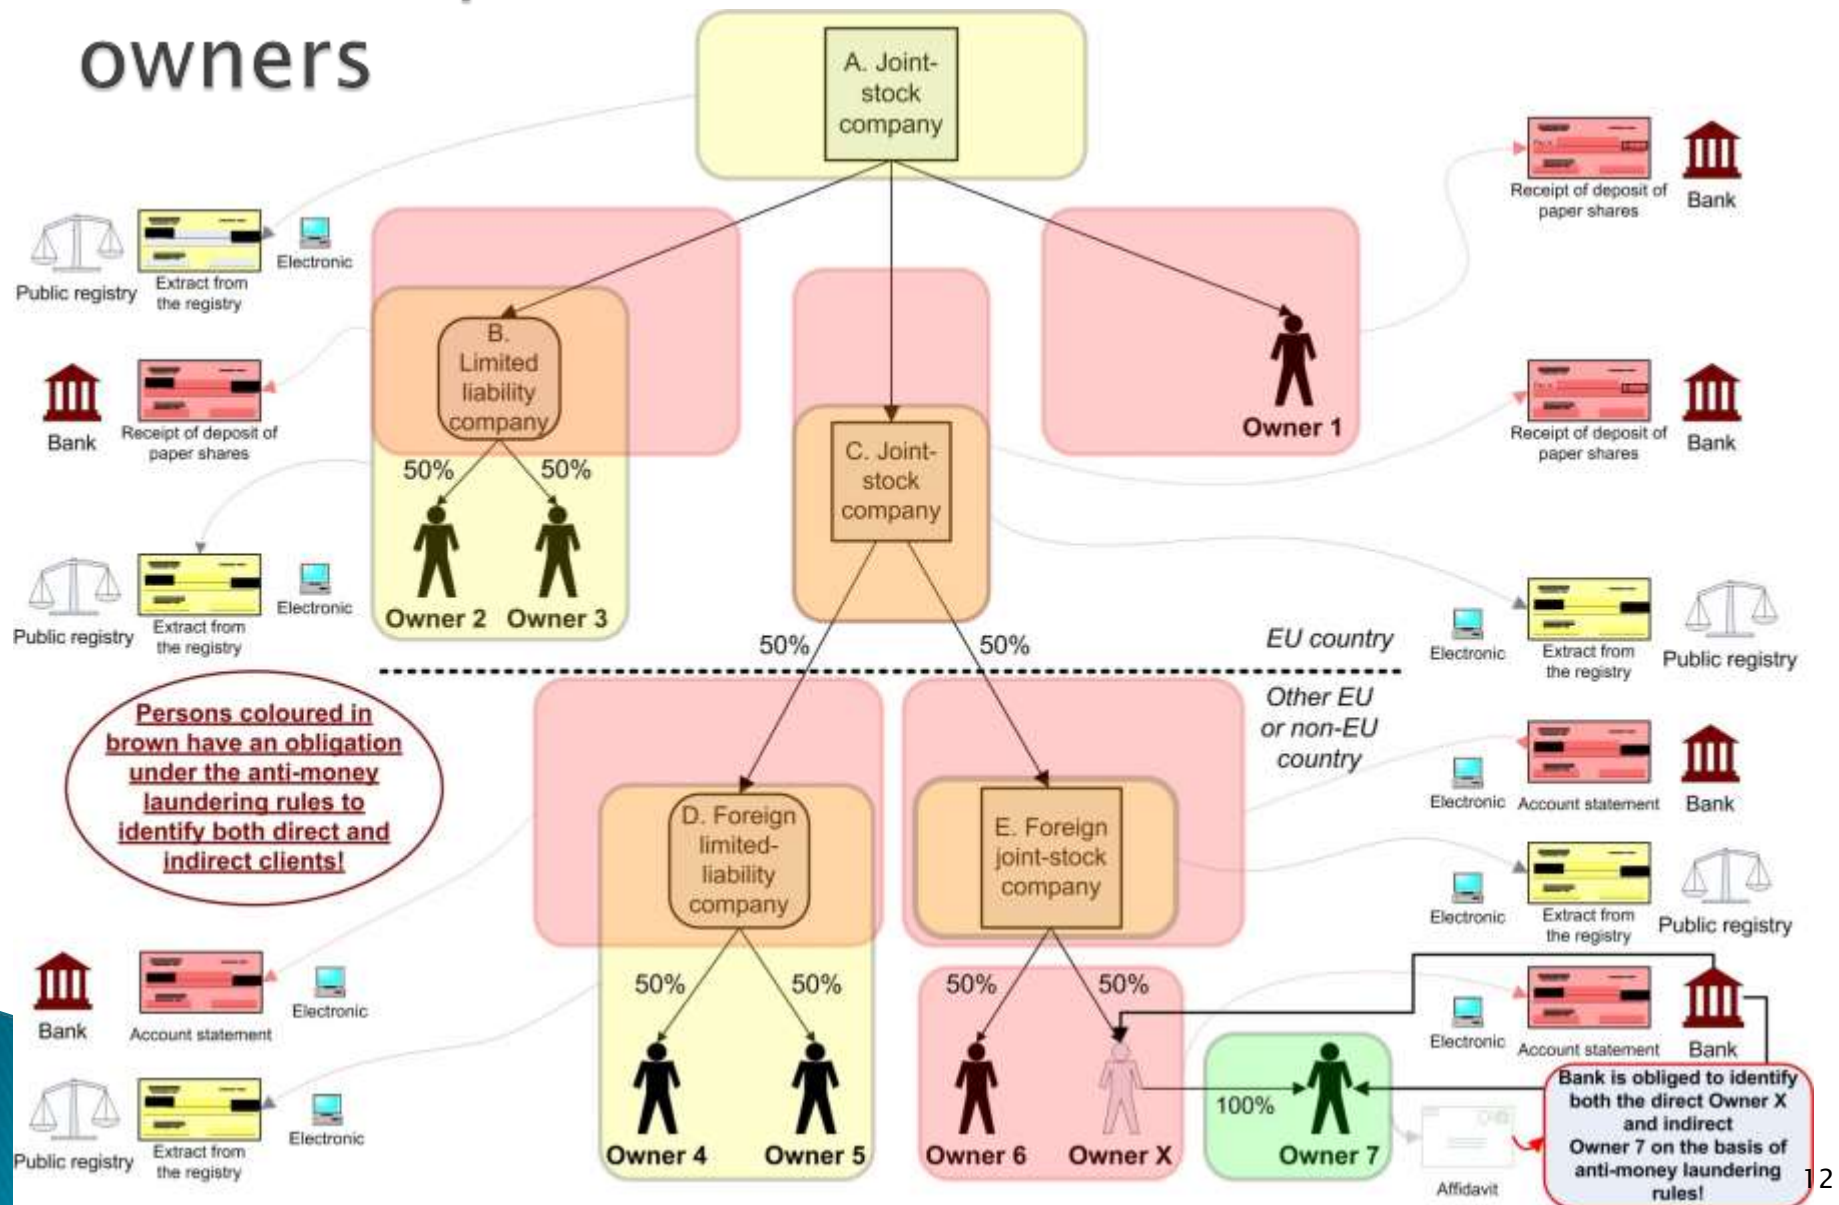 owners
A. Joint-
stock
company
Public registry
Extract from
the registry
Electronic
Receipt of deposit of
paper shares
Bank
B.
Limited
liability
company
50%
50%
Owner 2
Owner 3
Bank
Receipt of deposit of
paper shares
Public registry
Extract from
the registry
Electronic
C. Joint-
stock
company
50%
50%
Owner 1
Receipt of deposit of
paper shares
Bank
EU country
Other EU
or non-EU
country
Electronic
Extract from
the registry
Public registry
Persons coloured in
brown have an obligation
under the anti-money
laundering rules to
identify both direct and
indirect clients!
D. Foreign
limited-
liability
company
50%
50%
Owner 4
Owner 5
E. Foreign
joint-stock
company
50%
50%
Owner 6
Owner X
100%
Owner 7
Electronic
Account statement
Bank
Electronic
Extract from
the registry
Public registry
Electronic
Account statement
Bank
Bank
Account statement
Electronic
Public registry
Extract from
the registry
Electronic
Affidavit
Bank is obliged to identify
both the direct Owner X
and indirect
Owner 7 on the basis of
anti-money laundering
rules!
12